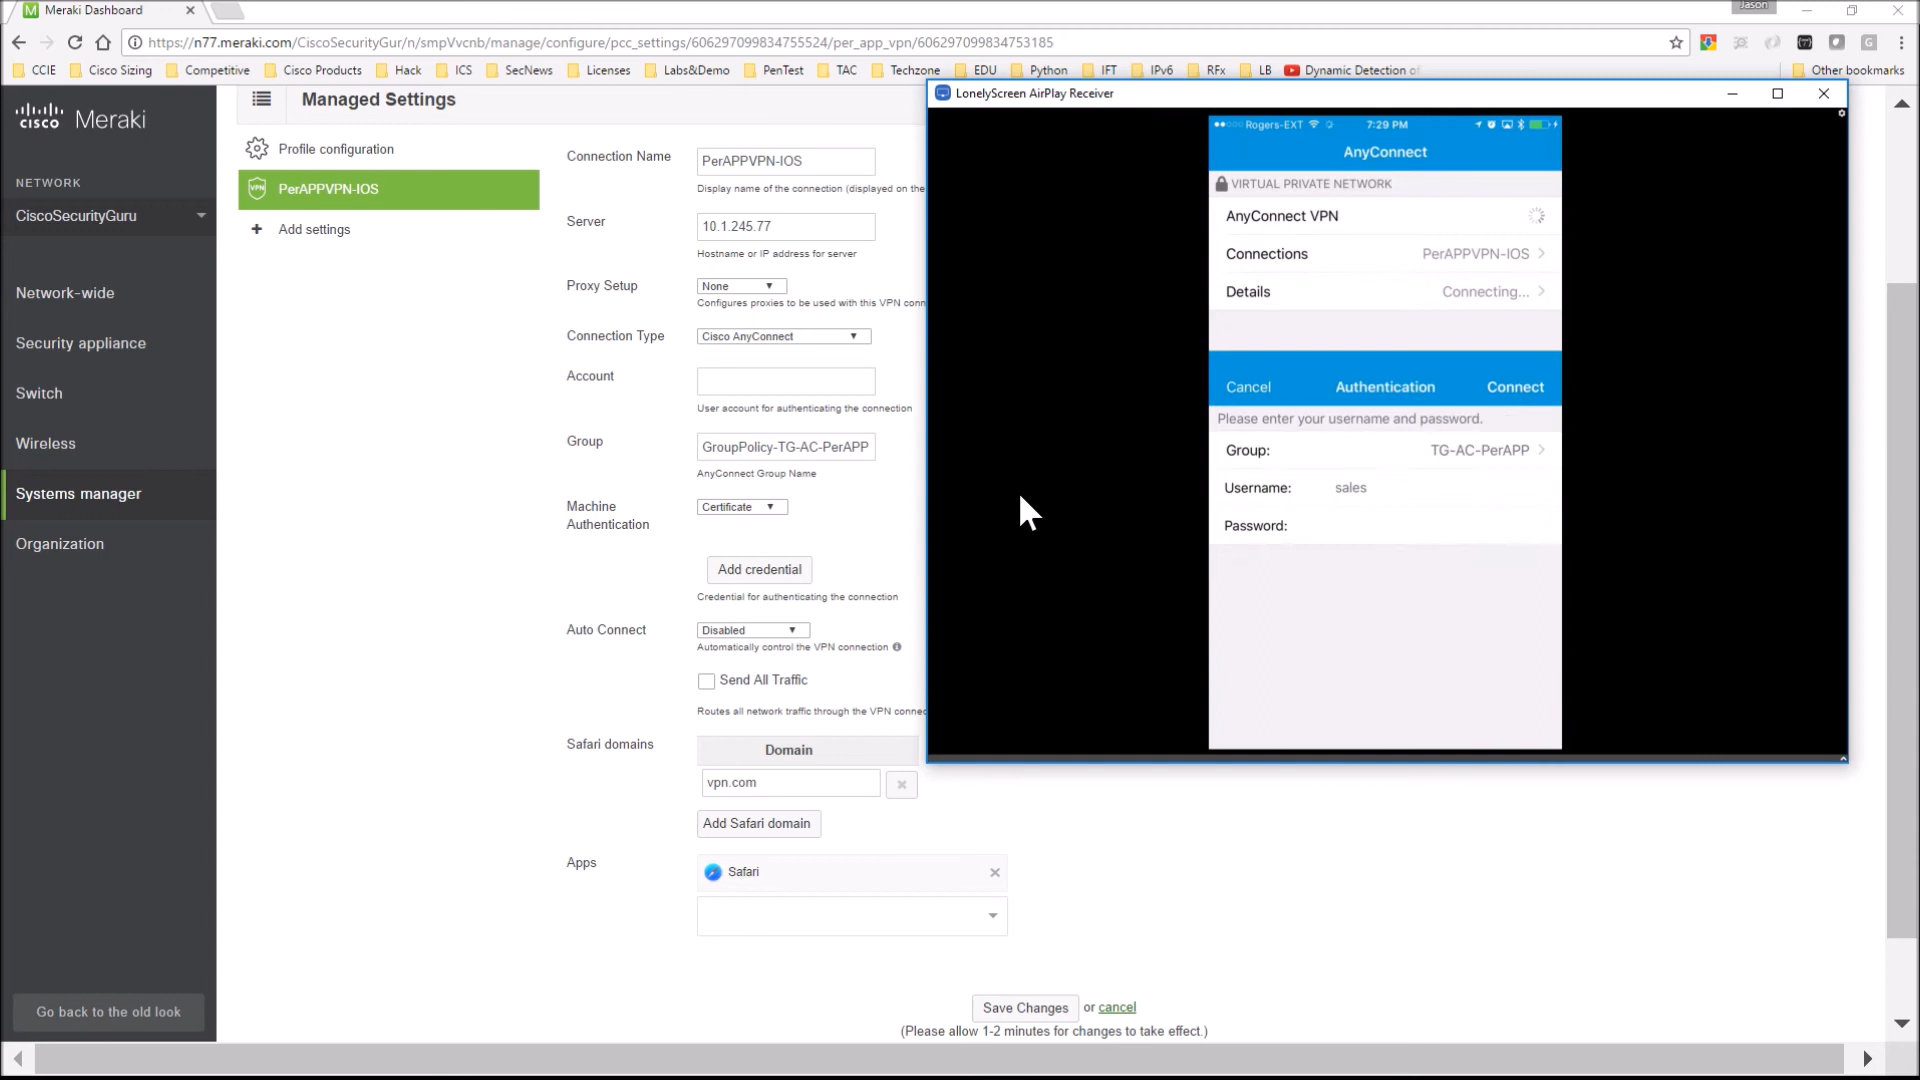 Meraki Dashboard
Jason
https://n77.meraki.com/CiscoSecurityGur/n/smpVvcnb/manage/configure/pcc_settings/606297099834755524/per_app_vpn/606297099834753185
CCIE Cisco Sizing Competitive Cisco Products Hack ICS SecNews Licenses Labs&Demo PenTest TAC Techzone EDU Python IFT IPv6 RFx LB Dynamic Detection of Other bookmarks
CISCO Meraki
NETWORK
CiscoSecurityGuru
Network-wide
Security appliance
Switch
Wireless
Systems manager
Organization
Go back to the old look
Managed Settings
Profile configuration
VPN PerAPPVPN-IOS
+ Add settings
Connection Name PerAPPVPN-IOS
Display name of the connection (displayed on the
Server 10.1.245.77
Hostname or IP address for server
Proxy Setup None
Configures proxies to be used with this VPN conn
Connection Type Cisco AnyConnect
Account
User account for authenticating the connection
Group GroupPolicy-TG-AC-PerAPP
AnyConnect Group Name
Machine Authentication Certificate
Add credential
Credential for authenticating the connection
Auto Connect Disabled
Automatically control the VPN connection
Send All Traffic
Routes all network traffic through the VPN connec
Safari domains Domain
vpn.com
Add Safari domain
Apps Safari
Save Changes or cancel
(Please allow 1-2 minutes for changes to take effect.)
LonelyScreen AirPlay Receiver
Rogers-EXT 7:29 PM
AnyConnect
VIRTUAL PRIVATE NETWORK
AnyConnect VPN
Connections PerAPPVPN-IOS
Details Connecting...
Cancel Authentication Connect
Please enter your username and password.
Group: TG-AC-PerAPP
Username: sales
Password: